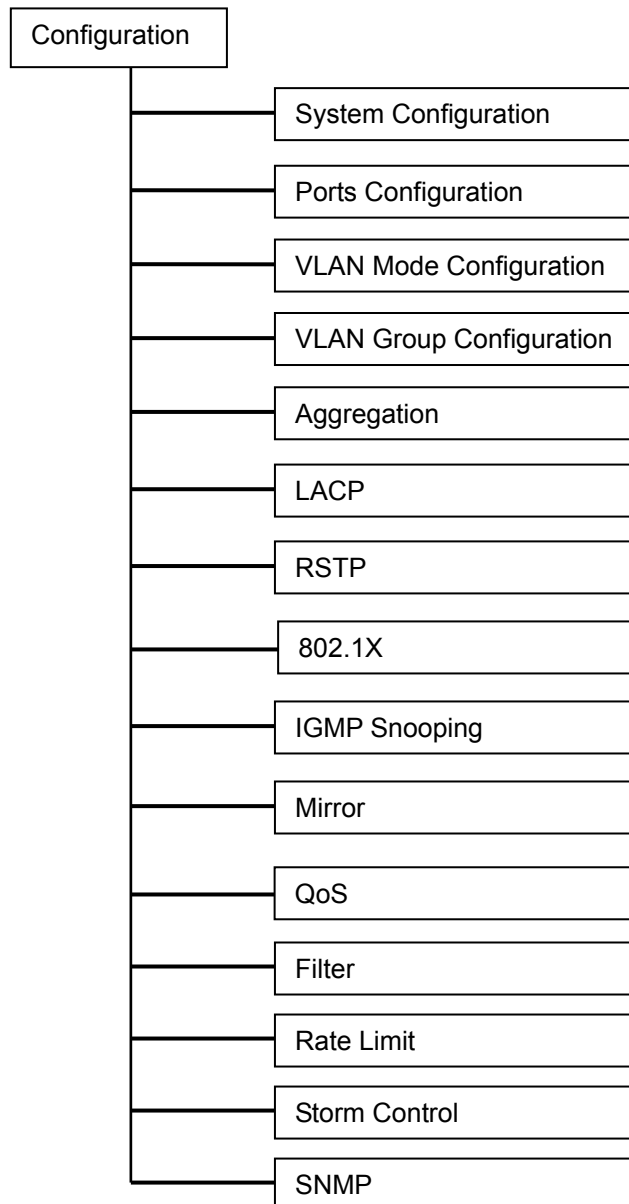 Configuration
System Configuration
Ports Configuration
VLAN Mode Configuration
VLAN Group Configuration
Aggregation
LACP
RSTP
802.1X
IGMP Snooping
Mirror
QoS
Filter
Rate Limit
Storm Control
SNMP